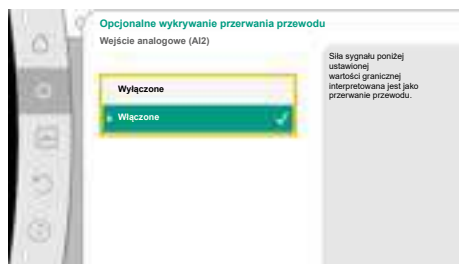 Opcjonalne wykrywanie przerwania przewodu
Wejście analogowe (AI2)
Siła sygnału poniżej
ustawionej
wartości granicznej
interpretowana jest jako
przerwanie przewodu.
Wyłączone
Włączone